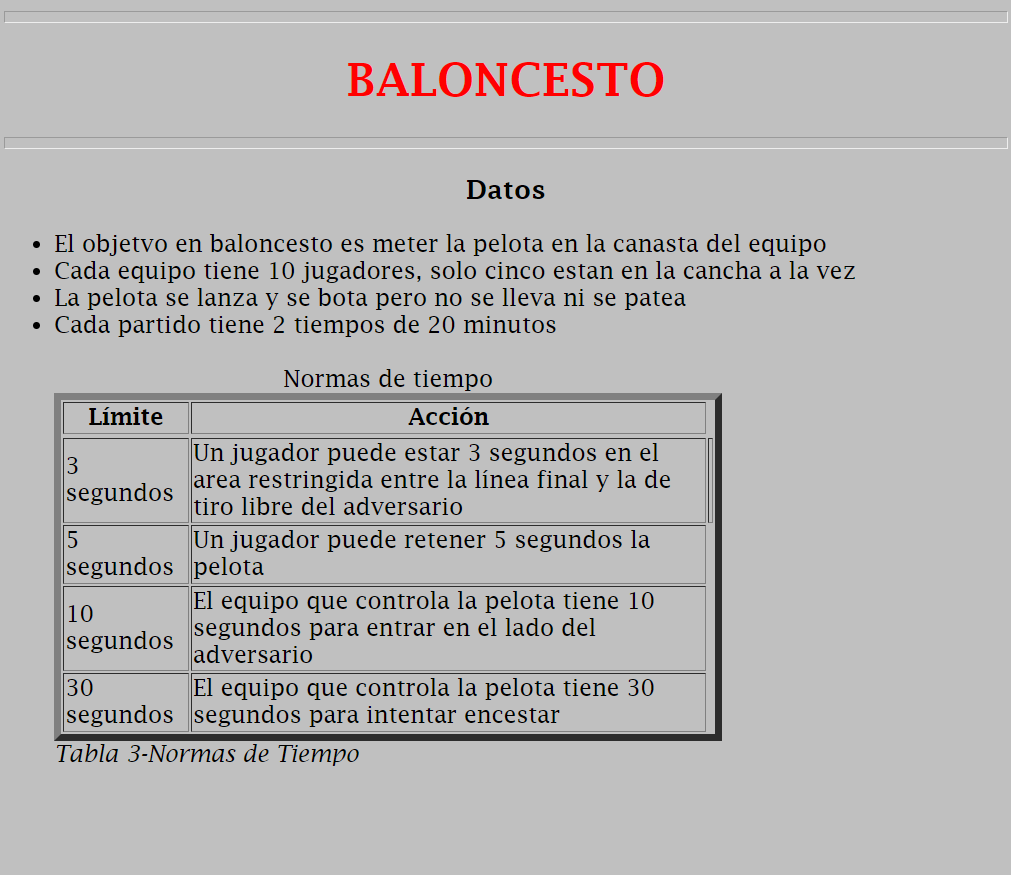 BALONCESTO
Datos
• El objetvo en baloncesto es meter la pelota en la canasta del equipo
• Cada equipo tiene 10 jugadores, solo cinco estan en la cancha a la vez
• La pelota se lanza y se bota pero no se lleva ni se patea
• Cada partido tiene 2 tiempos de 20 minutos
Normas de tiempo
Límite Acción
3
segundos
Un jugador puede estar 3 segundos en el
area restringida entre la línea final y la de
tiro libre del adversario
5
segundos
Un jugador puede retener 5 segundos la
pelota
10
segundos
El equipo que controla la pelota tiene 10
segundos para entrar en el lado del
adversario
30
segundos
El equipo que controla la pelota tiene 30
segundos para intentar encestar
Tabla 3-Normas de Tiempo